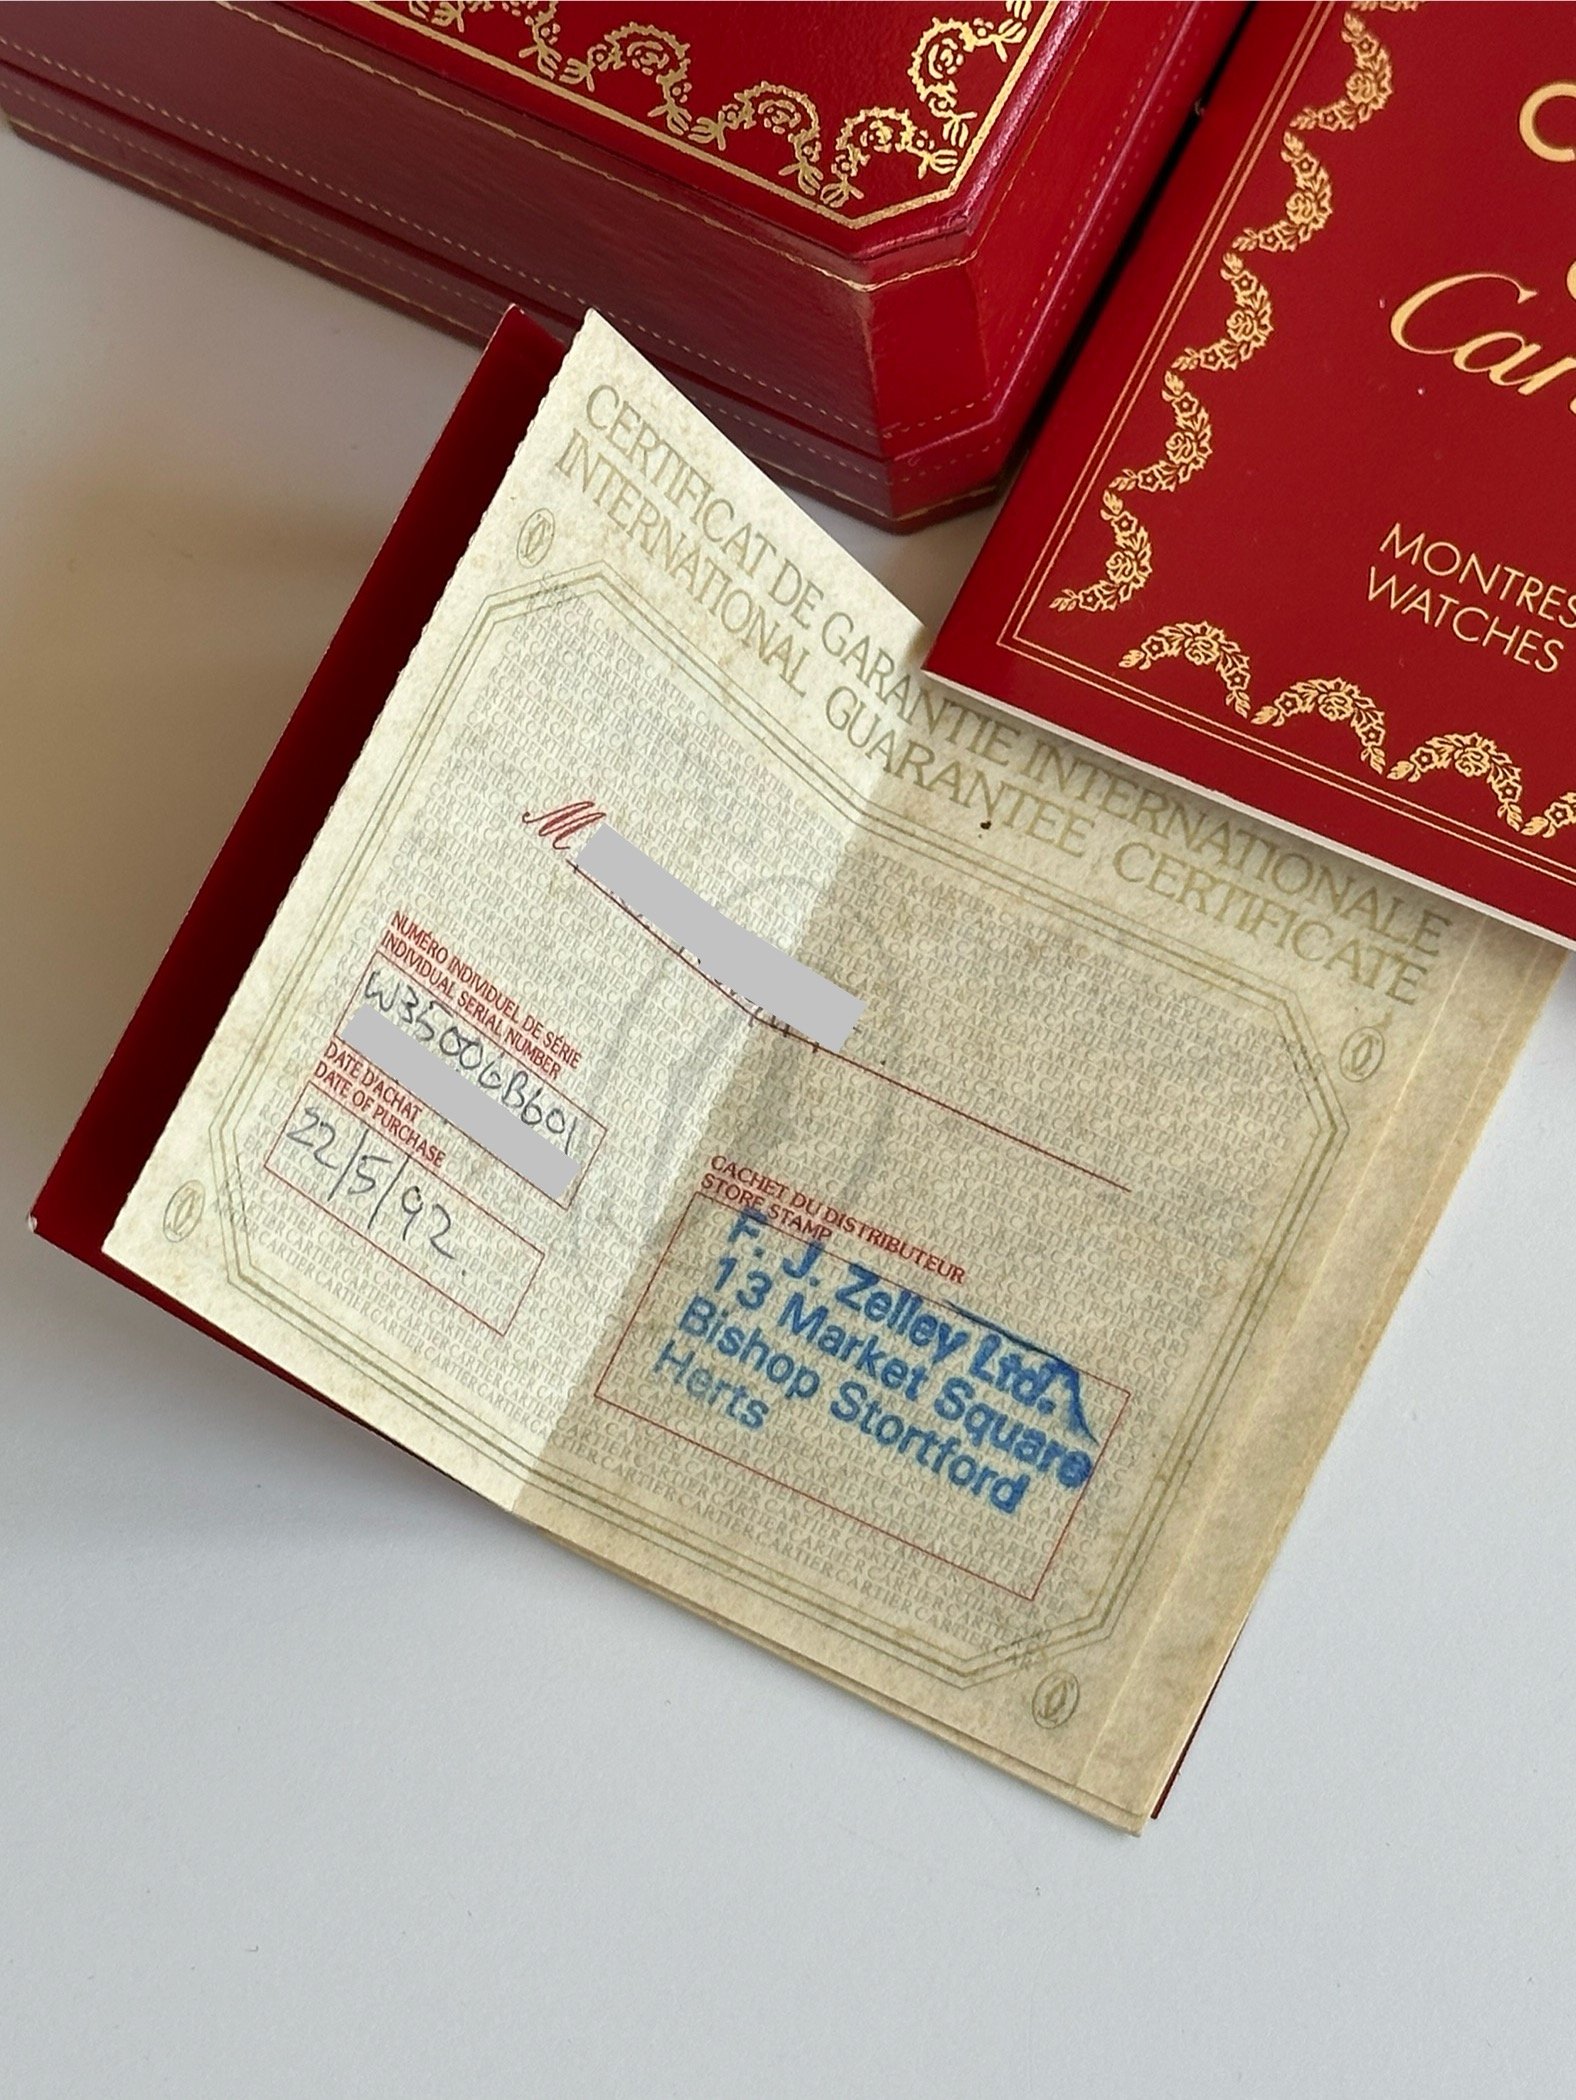 Car
MONTRES
WATCHES
CERTIFICAT DE GARANTIE INTERNATIONALE
INTERNATIONAL GUARANTEE CERTIFICATE
M
NUMÉRO INDIVIDUEL DE SÉRIE
INDIVIDUAL SERIAL NUMBER
W35006B601
DATE D'ACHAT
DATE OF PURCHASE
22/5/92.
CACHET DU DISTRIBUTEUR
STORE STAMP
F. J. Zelley Ltd.
13 Market Square
Bishop Stortford
Herts